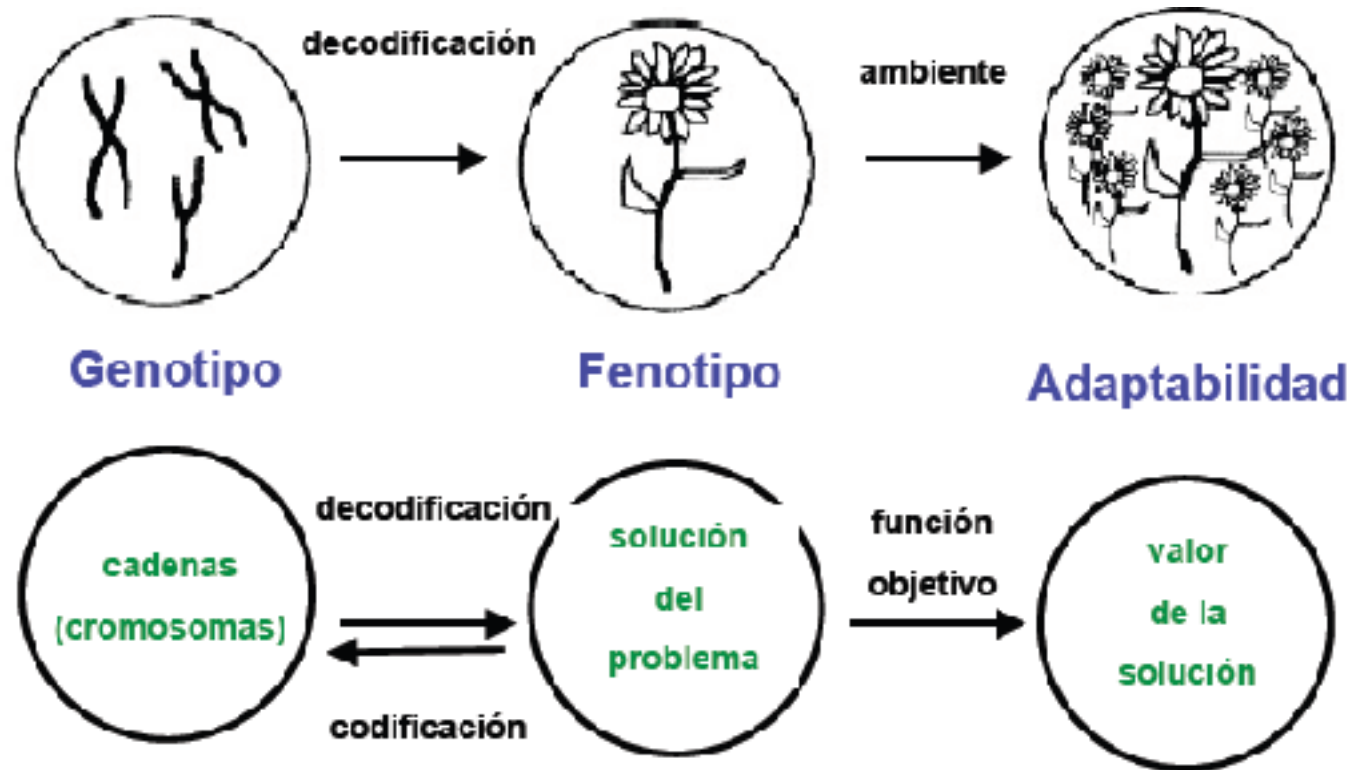 decodificación
ambiente
Genotipo
Fenotipo
Adaptabilidad
decodificación
cadenas
(cromosomas)
codificación
solución
del
problema
función
objetivo
valor
de la
solución